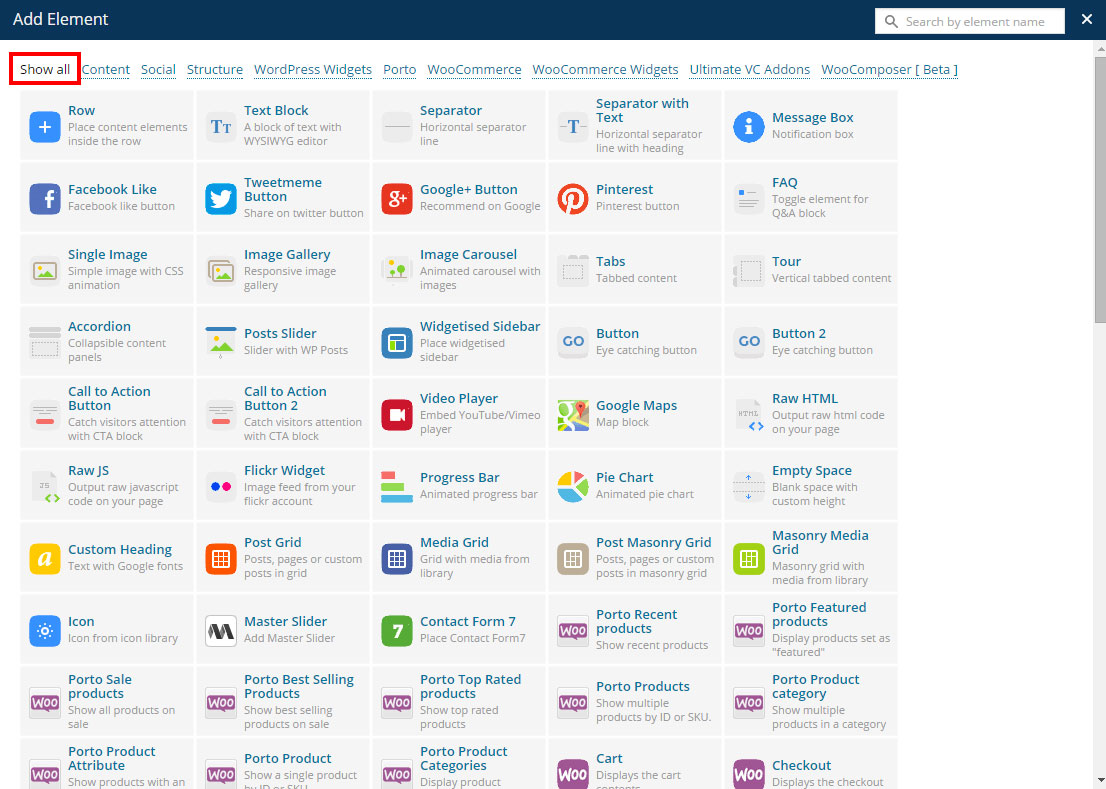 Add Element
Search by element name
Show all Content Social Structure WordPress Widgets Porto WooCommerce WooCommerce Widgets Ultimate VC Addons WooComposer [ Beta ]
Row
Place content elements
inside the row
TT
Text Block
A block of text with
WYSIWYG editor
Separator
Horizontal separator
line
-T-
Separator with
Text
Horizontal separator
line with heading
Message Box
Notification box
Facebook Like
Facebook like button
Tweetmeme
Button
Share on twitter button
g+
Google+ Button
Recommend on Google
Pinterest
Pinterest button
FAQ
Toggle element for
Q&A block
Single Image
Simple image with CSS
animation
Image Gallery
Responsive image
gallery
Image Carousel
Animated carousel with
images
Tabs
Tabbed content
Tour
Vertical tabbed content
Accordion
Collapsible content
panels
Posts Slider
Slider with WP Posts
Widgetised Sidebar
Place widgetised
sidebar
GO
Button
Eye catching button
GO
Button 2
Eye catching button
Call to Action
Button
Catch visitors attention
with CTA block
Call to Action
Button 2
Catch visitors attention
with CTA block
Video Player
Embed YouTube/Vimeo
player
Google Maps
Map block
HTML
Raw HTML
Output raw html code
on your page
JS
Raw JS
Output raw javascript
code on your page
Flickr Widget
Image feed from your
flickr account
Progress Bar
Animated progress bar
Pie Chart
Animated pie chart
Empty Space
Blank space with
custom height
a
Custom Heading
Text with Google fonts
Post Grid
Posts, pages or custom
posts in grid
Media Grid
Grid with media from
library
Post Masonry Grid
Posts, pages or custom
posts in masonry grid
Masonry Media
Grid
Masonry grid with
media from library
Icon
Icon from icon library
Master Slider
Add Master Slider
7
Contact Form 7
Place Contact Form7
Woo
Porto Recent
products
Show recent products
Woo
Porto Featured
products
Display products set as
"featured"
Woo
Porto Sale
products
Show all products on
sale
Woo
Porto Best Selling
Products
Show best selling
products on sale
Woo
Porto Top Rated
products
Show top rated
products
Woo
Porto Products
Show multiple
products by ID or SKU.
Woo
Porto Product
category
Show multiple
products in a category
Woo
Porto Product
Attribute
Show products with an
Woo
Porto Product
Show a single product
by ID or SKU
Woo
Porto Product
Categories
Display product
Woo
Cart
Displays the cart
contents
Woo
Checkout
Displays the checkout